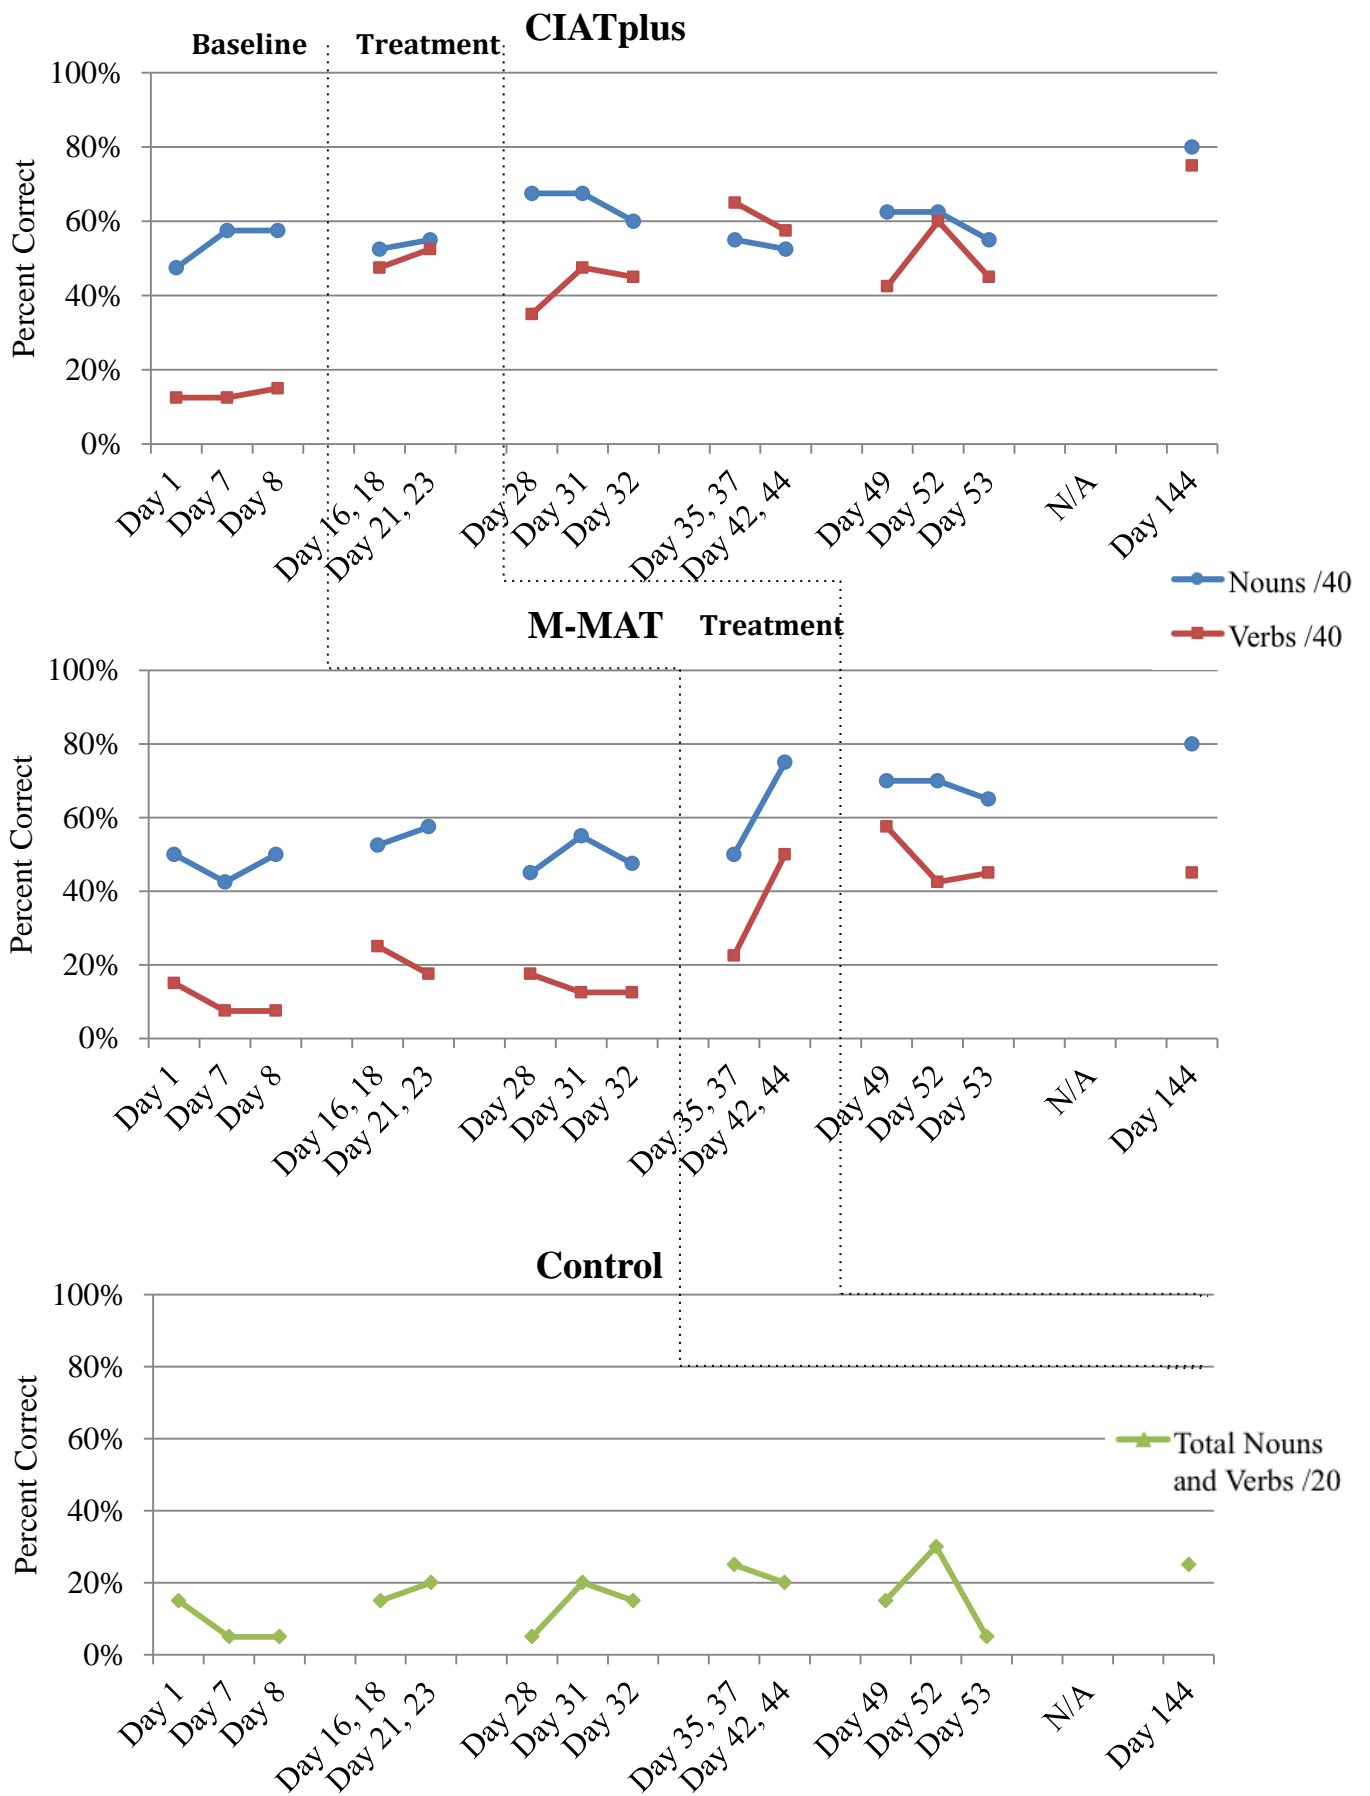 CIATplus
Baseline
Treatment
Percent Correct
100%
80%
60%
40%
20%
0%
Day 1
Day 7
Day 8
Day 16, 18
Day 21, 23
Day 28
Day 31
Day 32
Day 35, 37
Day 42, 44
Day 49
Day 52
Day 53
N/A
Day 144
Nouns /40
Verbs /40
M-MAT
Treatment
Percent Correct
100%
80%
60%
40%
20%
0%
Day 1
Day 7
Day 8
Day 16, 18
Day 21, 23
Day 28
Day 31
Day 32
Day 35, 37
Day 42, 44
Day 49
Day 52
Day 53
N/A
Day 144
Control
Percent Correct
100%
80%
60%
40%
20%
0%
Total Nouns
and Verbs /20
Day 1
Day 7
Day 8
Day 16, 18
Day 21, 23
Day 28
Day 31
Day 32
Day 35, 37
Day 42, 44
Day 49
Day 52
Day 53
N/A
Day 144